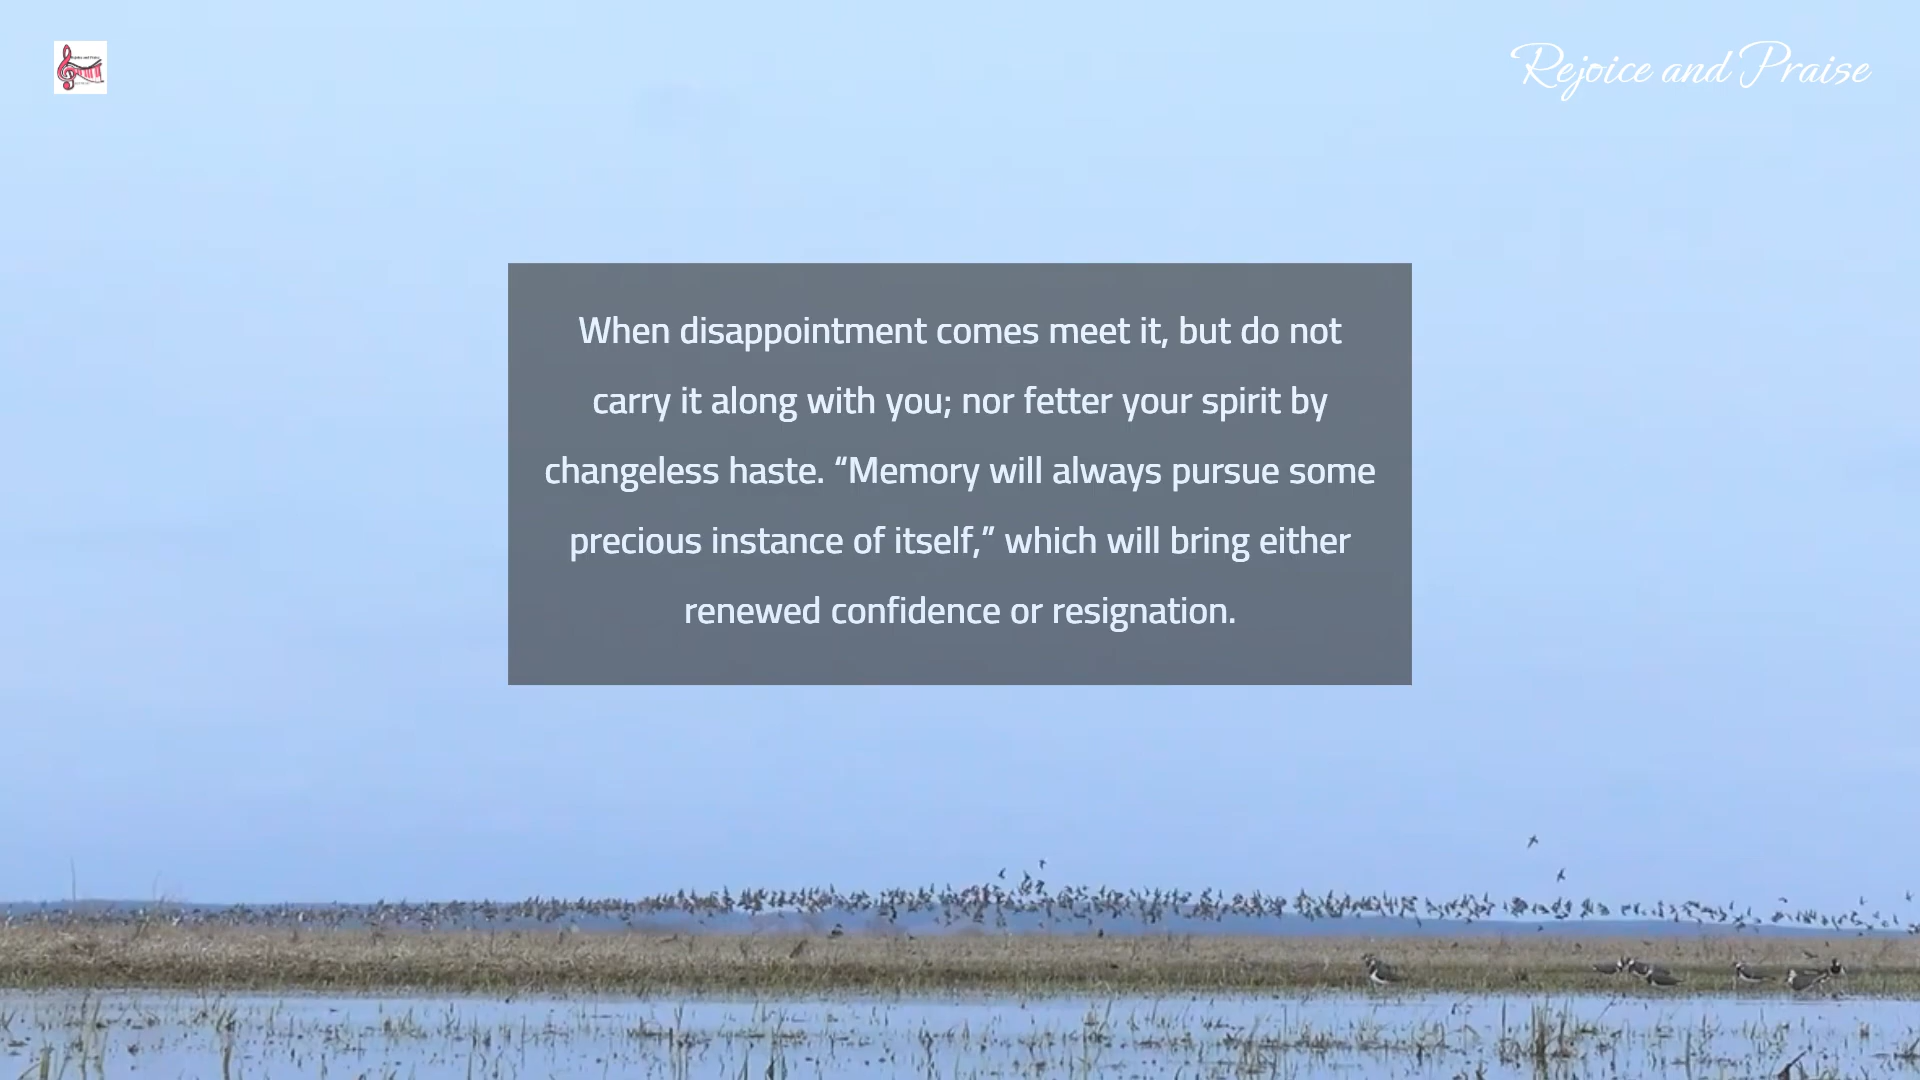 Rejoice and Praise
When disappointment comes meet it, but do not
carry it along with you; nor fetter your spirit by
changeless haste. “Memory will always pursue some
precious instance of itself,” which will bring either
renewed confidence or resignation.